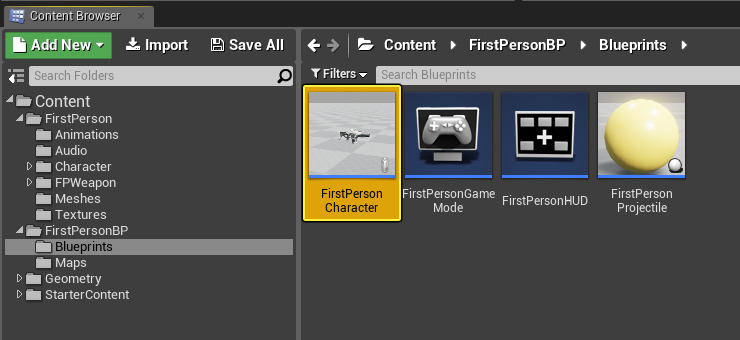 Content Browser
Add New
Import
Save All
Content
FirstPersonBP
Blueprints
Search Folders
Filters
Search Blueprints
Content
FirstPerson
Animations
Audio
Character
FPWeapon
Meshes
Textures
FirstPersonBP
Blueprints
Maps
Geometry
StarterContent
FirstPerson
Character
FirstPersonGame
Mode
FirstPersonHUD
FirstPerson
Projectile